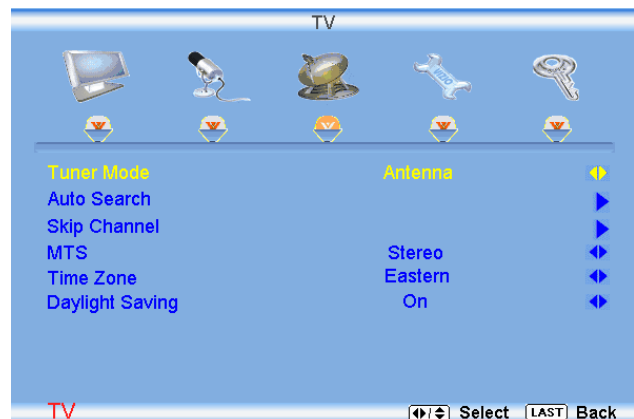 TV
Tuner Mode Antenna
Auto Search
Skip Channel
MTS Stereo
Time Zone Eastern
Daylight Saving On
TV Select LAST Back